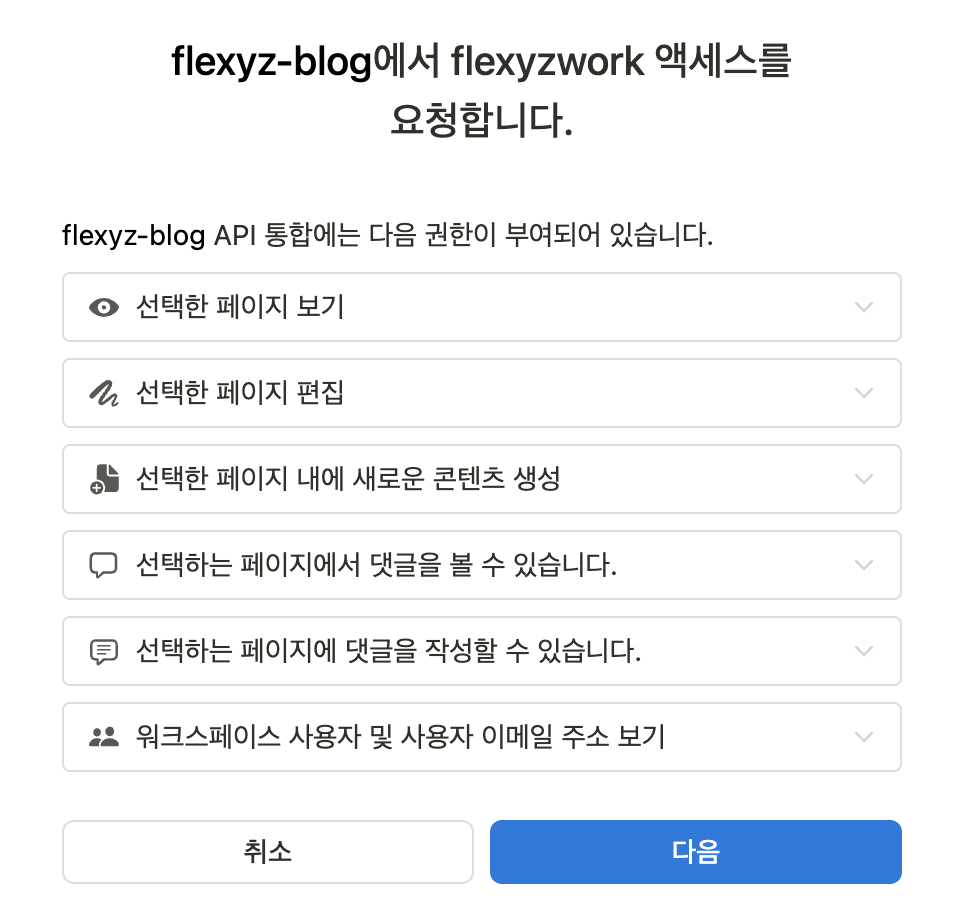 flexyz-blog에서 flexyzwork 액세스를
요청합니다.
flexyz-blog API 통합에는 다음 권한이 부여되어 있습니다.
선택한 페이지 보기
선택한 페이지 편집
선택한 페이지 내에 새로운 콘텐츠 생성
선택하는 페이지에서 댓글을 볼 수 있습니다.
선택하는 페이지에 댓글을 작성할 수 있습니다.
워크스페이스 사용자 및 사용자 이메일 주소 보기
취소
다음